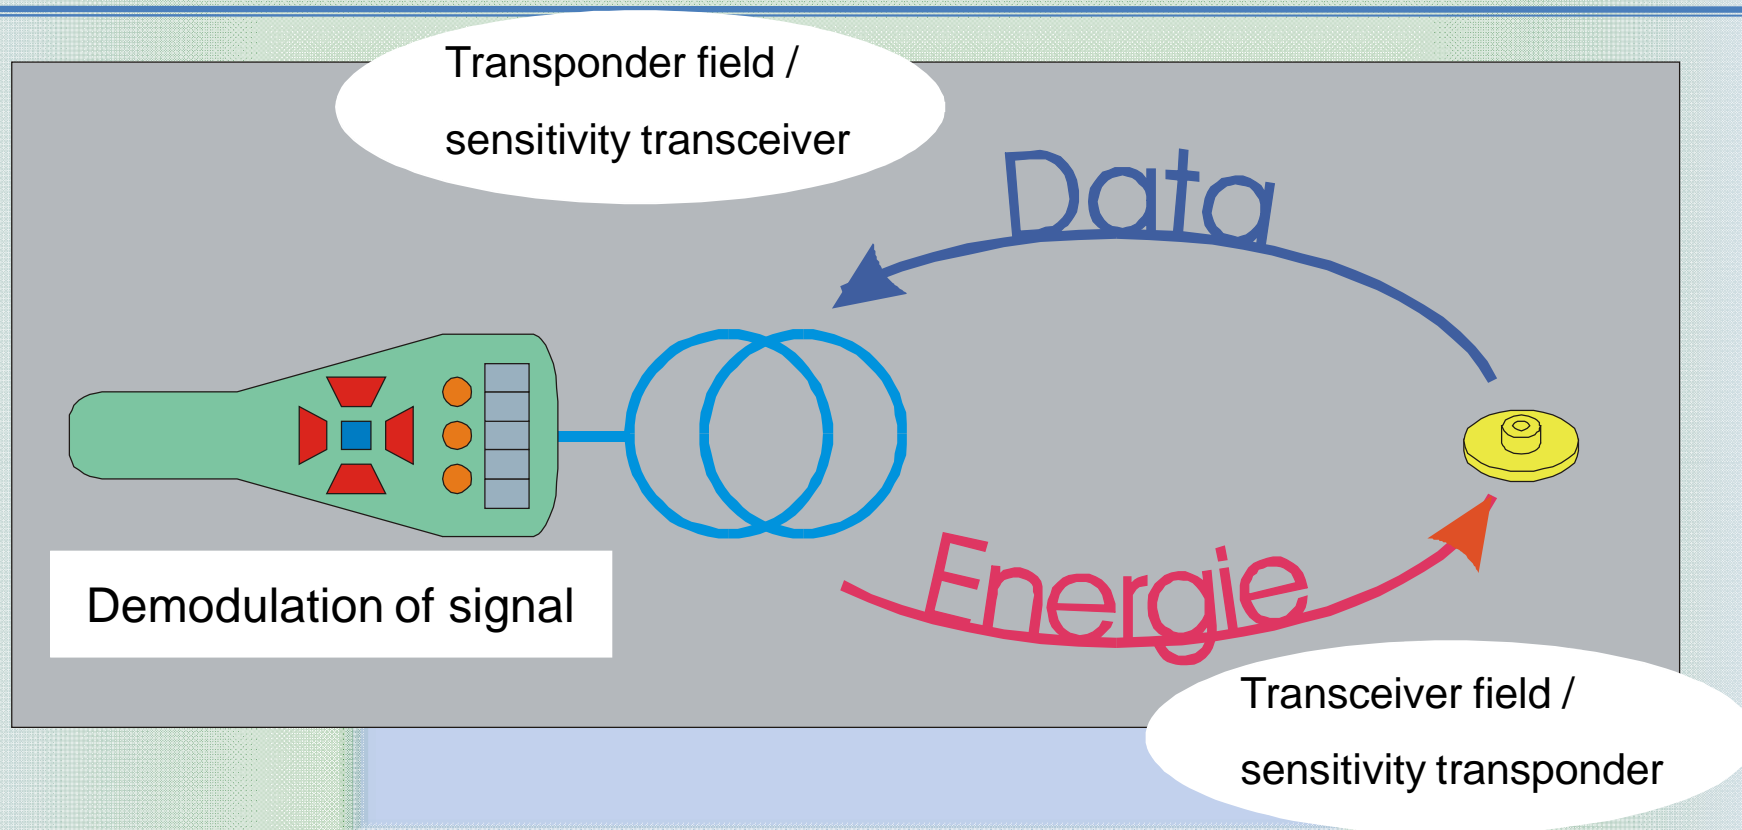 Transponder field /
sensitivity transceiver
Data
Demodulation of signal
Energie
Transceiver field /
sensitivity transponder